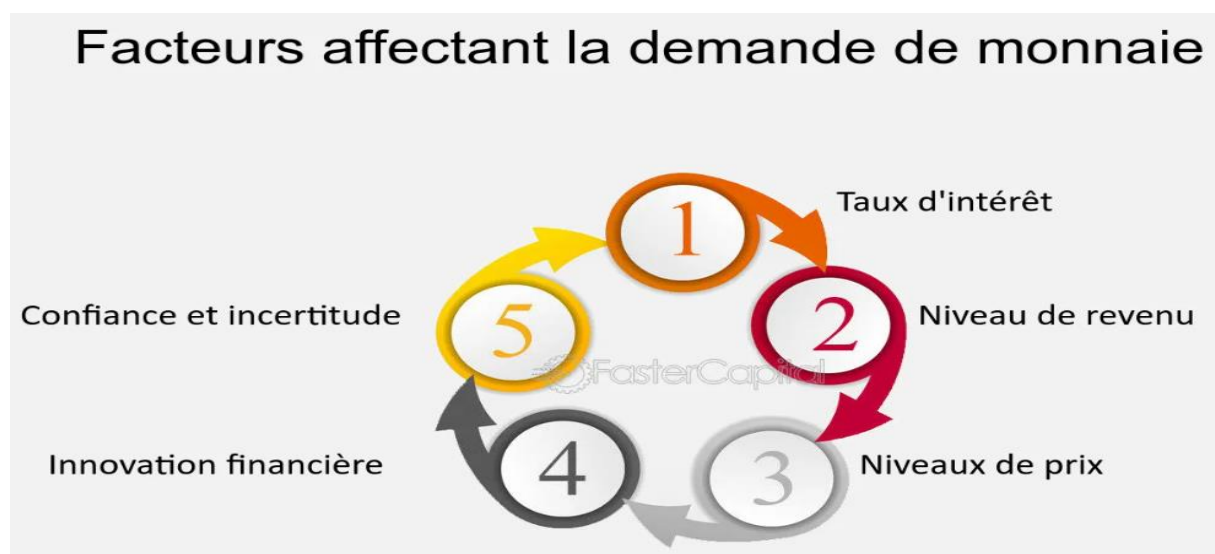 Facteurs affectant la demande de monnaie
1
Taux d'intérêt
2
Niveau de revenu
3
Niveaux de prix
4
Innovation financière
5
Confiance et incertitude
FasterCapital